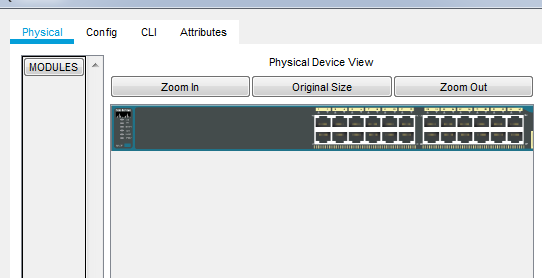 Physical Config CLI Attributes
MODULES
Physical Device View
Zoom In Original Size Zoom Out